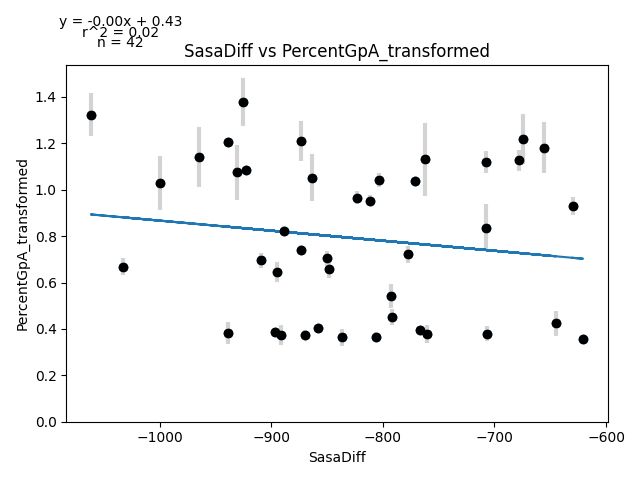 y = -0.00x + 0.43
r^2 = 0.02
n = 42
SasaDiff vs PercentGpA_transformed
PercentGpA_transformed
1.4
1.2
1.0
0.8
0.6
0.4
0.2
0.0
−1000 −900 −800 −700 −600
SasaDiff